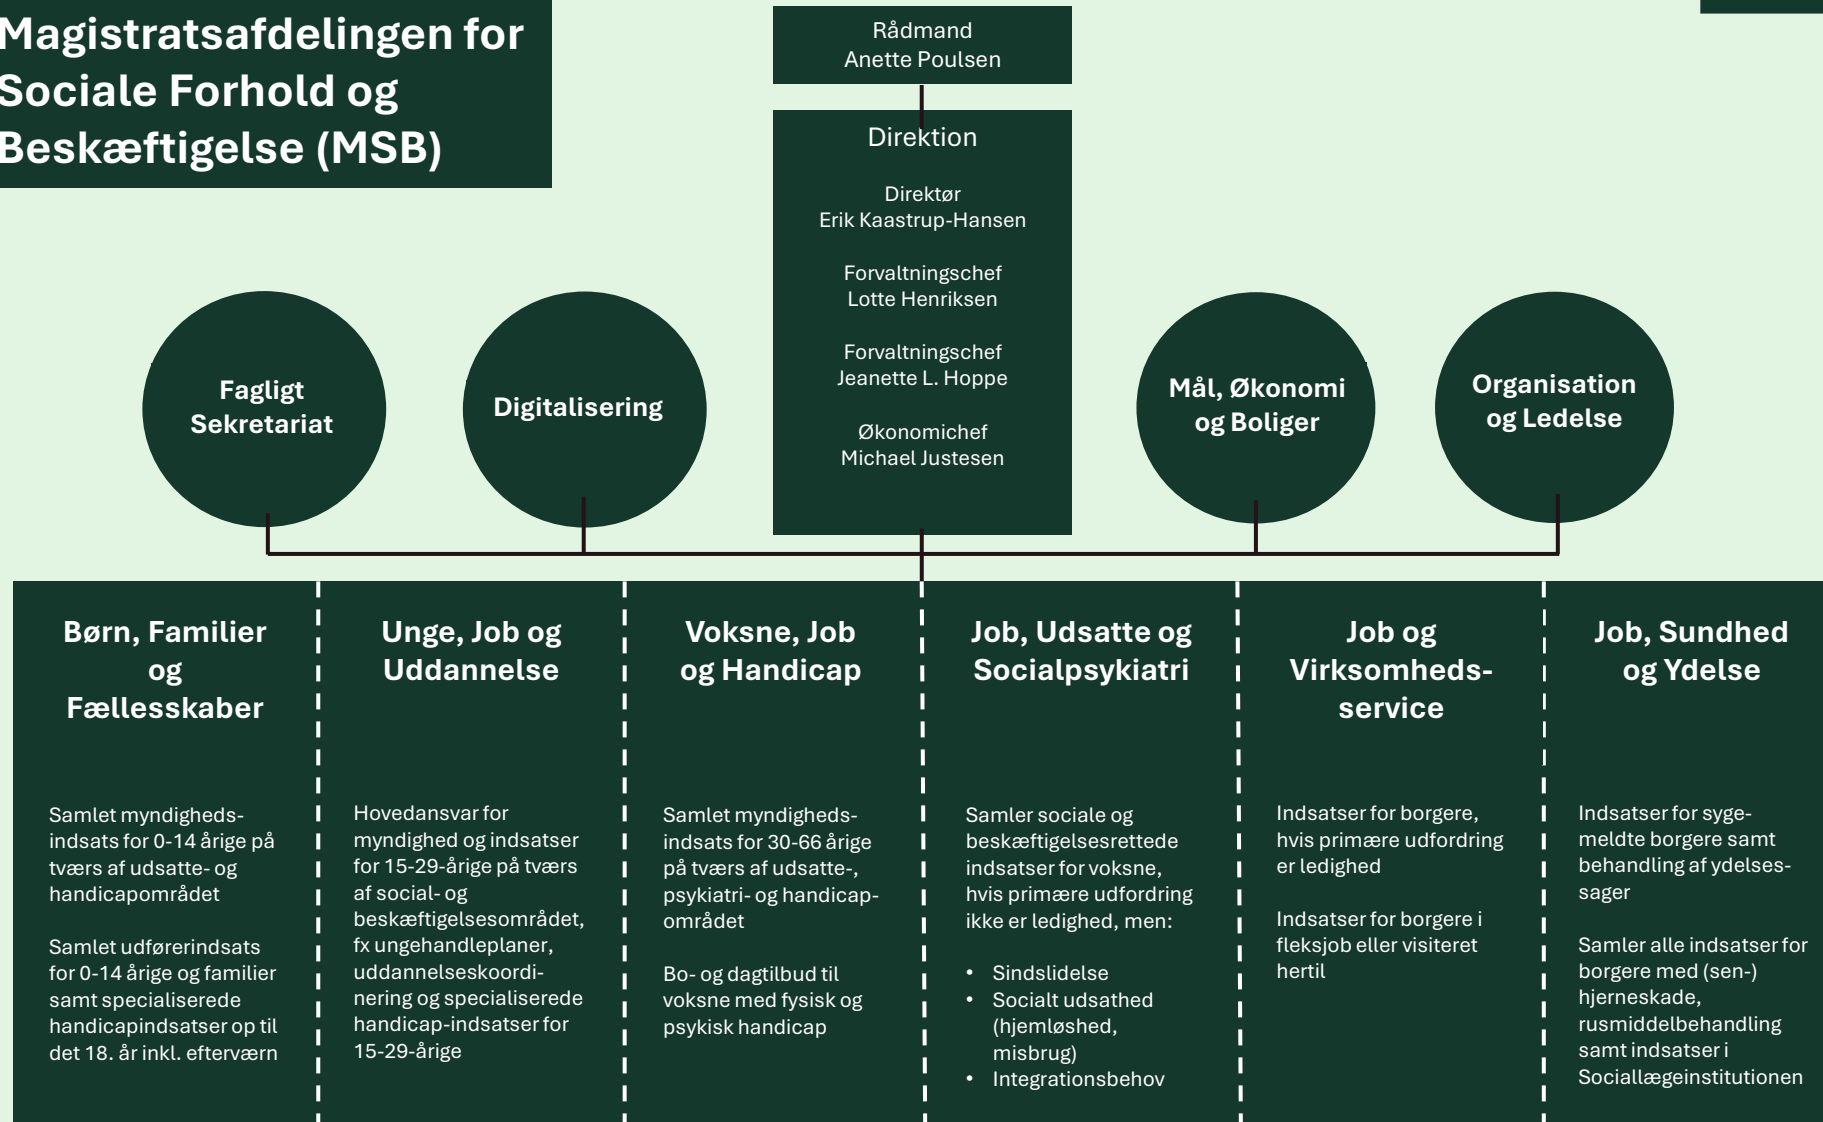 Magistratsafdelingen for
Sociale Forhold og
Beskæftigelse (MSB)
Rådmand
Anette Poulsen
Direktion
Direktør
Erik Kaastrup-Hansen
Forvaltningschef
Lotte Henriksen
Forvaltningschef
Jeanette L. Hoppe
Økonomichef
Michael Justesen
Fagligt
Sekretariat
Digitalisering
Mål, Økonomi
og Boliger
Organisation
og Ledelse
Børn, Familier
og
Fællesskaber
Samlet myndigheds-
indsats for 0-14 årige på
tværs af udsatte- og
handicapområdet
Samlet udførerindsats
for 0-14 årige og familier
samt specialiserede
handicapindsatser op til
det 18. år inkl. efterværn
Unge, Job og
Uddannelse
Hovedansvar for
myndighed og indsatser
for 15-29-årige på tværs
af social- og
beskæftigelsesområdet,
fx ungehandleplaner,
uddannelseskoordi-
nering og specialiserede
handicap-indsatser for
15-29-årige
Voksne, Job
og Handicap
Samlet myndigheds-
indsats for 30-66 årige
på tværs af udsatte-,
psykiatri- og handicap-
området
Bo- og dagtilbud til
voksne med fysisk og
psykisk handicap
Job, Udsatte og
Socialpsykiatri
Samler sociale og
beskæftigelsesrettede
indsatser for voksne,
hvis primære udfordring
ikke er ledighed, men:
• Sindslidelse
• Socialt udsathed
(hjemløshed,
misbrug)
• Integrationsbehov
Job og
Virksomheds-
service
Indsatser for borgere,
hvis primære udfordring
er ledighed
Indsatser for borgere i
fleksjob eller visiteret
hertil
Job, Sundhed
og Ydelse
Indsatser for syge-
meldte borgere samt
behandling af ydelses-
sager
Samler alle indsatser for
borgere med (sen-)
hjerneskade,
rusmiddelbehandling
samt indsatser i
Sociallægeinstitutionen